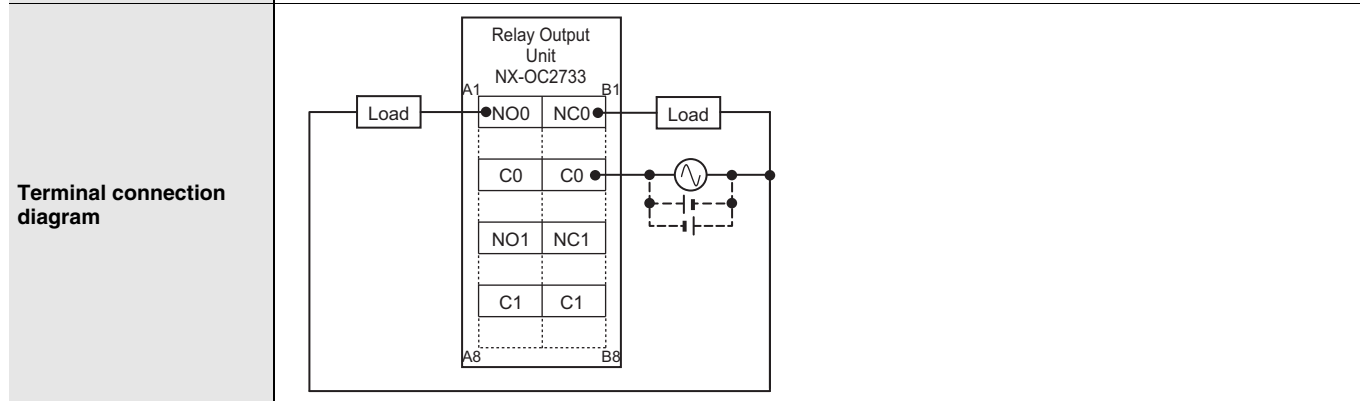 Terminal connection
diagram
Relay Output
Unit
NX-OC2733
A1 B1
Load NO0 NC0 Load
C0 C0
NO1 NC1
C1 C1
A8 B8